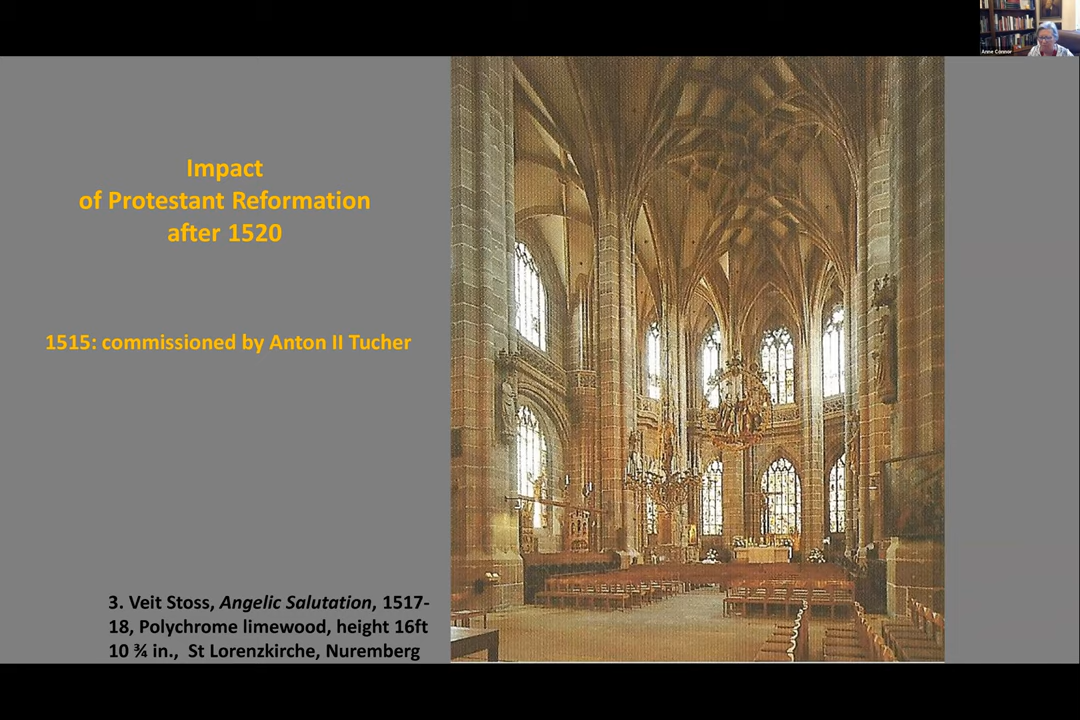 Anne Connor
Impact
of Protestant Reformation
after 1520
1515: commissioned by Anton II Tucher
3. Veit Stoss, Angelic Salutation, 1517-
18, Polychrome limewood, height 16ft
10 ¾ in.,  St Lorenzkirche, Nuremberg